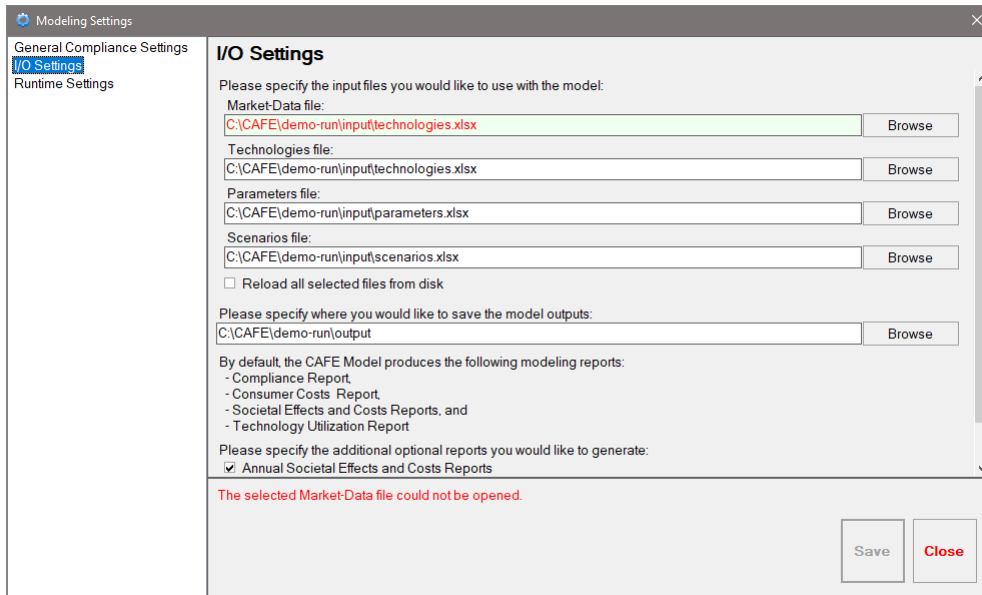 Modeling Settings
General Compliance Settings
I/O Settings
Runtime Settings
I/O Settings
Please specify the input files you would like to use with the model:
Market-Data file:
C:\CAFE\demo-run\input\technologies.xlsx
Browse
Technologies file:
C:\CAFE\demo-run\input\technologies.xlsx
Browse
Parameters file:
C:\CAFE\demo-run\input\parameters.xlsx
Browse
Scenarios file:
C:\CAFE\demo-run\input\scenarios.xlsx
Browse
Reload all selected files from disk
Please specify where you would like to save the model outputs:
C:\CAFE\demo-run\output
Browse
By default, the CAFE Model produces the following modeling reports:
- Compliance Report,
- Consumer Costs Report,
- Societal Effects and Costs Reports, and
- Technology Utilization Report
Please specify the additional optional reports you would like to generate:
Annual Societal Effects and Costs Reports
The selected Market-Data file could not be opened.
Save
Close